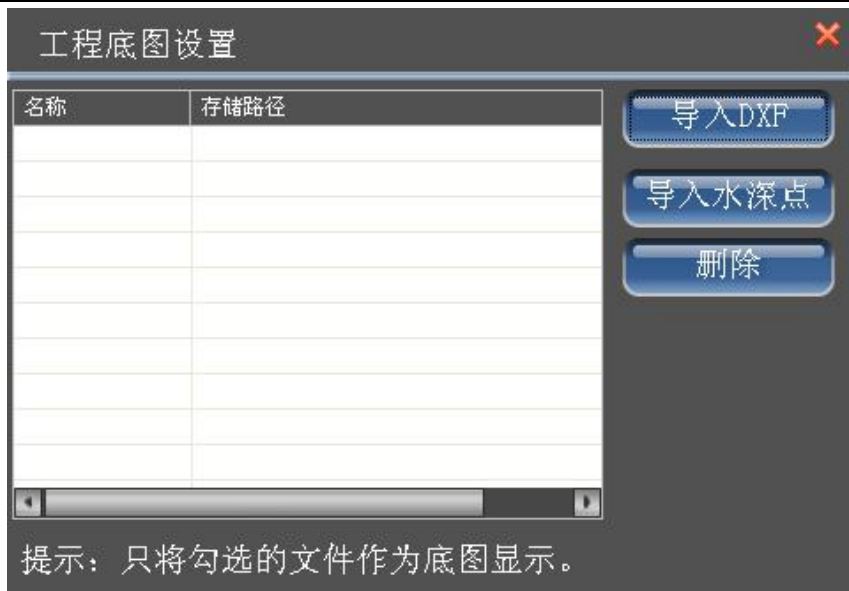 工程底图设置
名称 存储路径
导入DXF
导入水深点
删除
提示：只将勾选的文件作为底图显示。